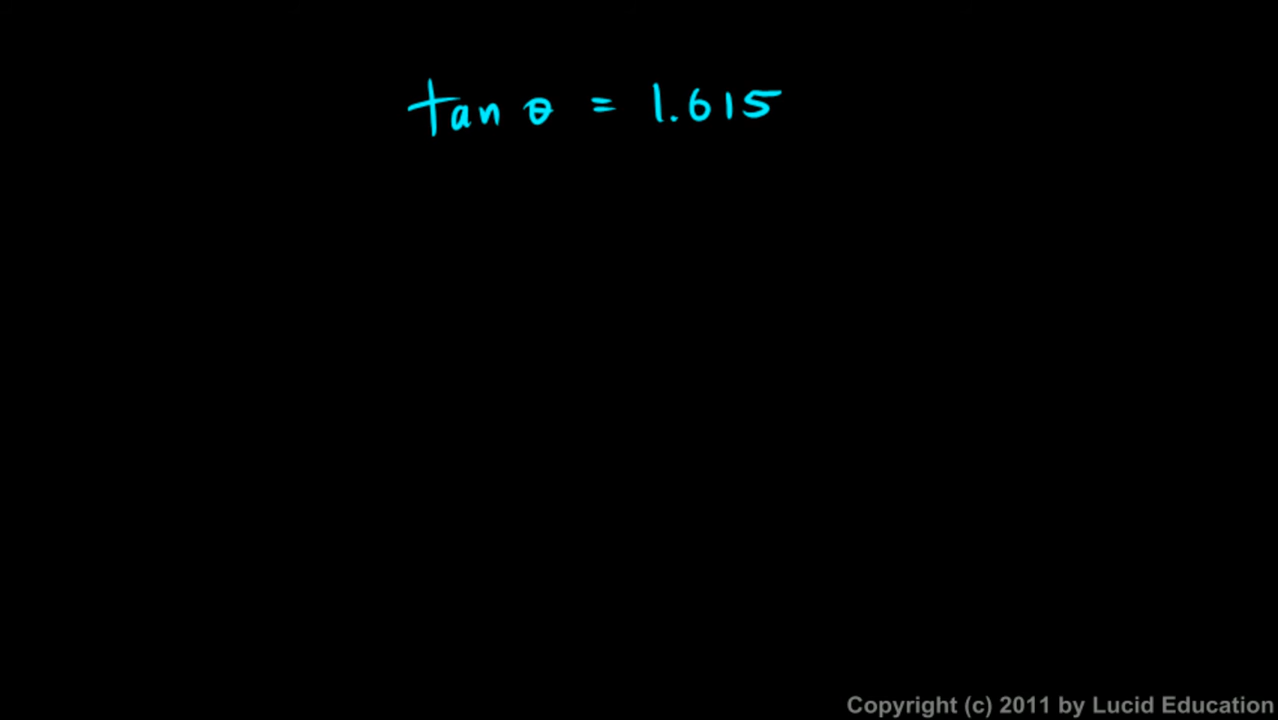 tan θ = 1.615
Copyright (c) 2011 by Lucid Education